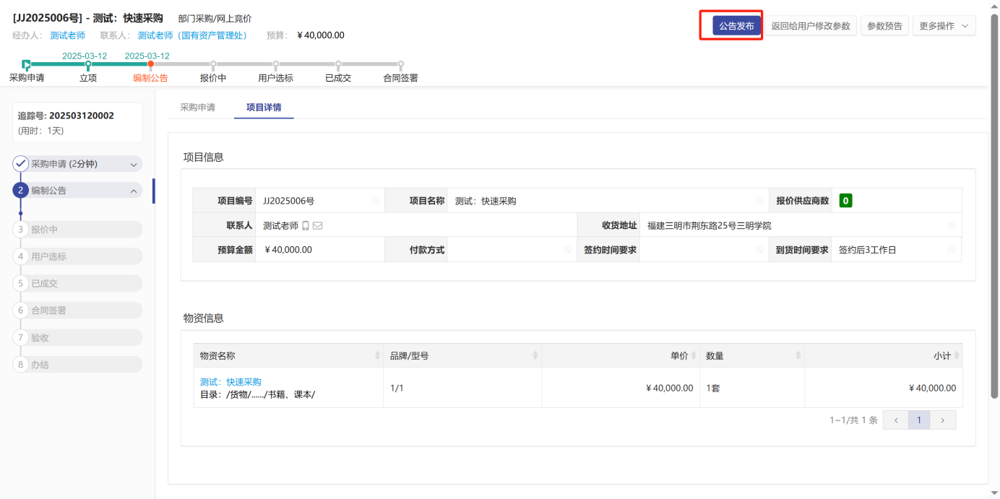 [JJ2025006号] - 测试：快速采购 部门采购/网上竞价
公告发布 返回给用户修改参数 参数预告 更多操作
经办人： 测试老师 联系人： 测试老师（国有资产管理处） 预算： ￥40,000.00
2025-03-12 2025-03-12
采购申请 立项 编制公告 报价中 用户选标 已成交 合同签署
追踪号: 202503120002
(用时：1天)
采购申请 (2分钟)
2 编制公告
3 报价中
4 用户选标
5 已成交
6 合同签署
7 验收
8 办结
采购申请 项目详情
项目信息
项目编号 JJ2025006号 项目名称 测试：快速采购 报价供应商数 0
联系人 测试老师 收货地址 福建三明市荆东路25号三明学院
预算金额 ￥40,000.00 付款方式 签约时间要求 到货时间要求 签约后3工作日
物资信息
物资名称 品牌/型号 单价 数量 小计
测试：快速采购
目录：/货物/....../书籍、课本/
1/1 ￥40,000.00 1套 ￥40,000.00
1~1/共 1 条 ‹ 1 ›